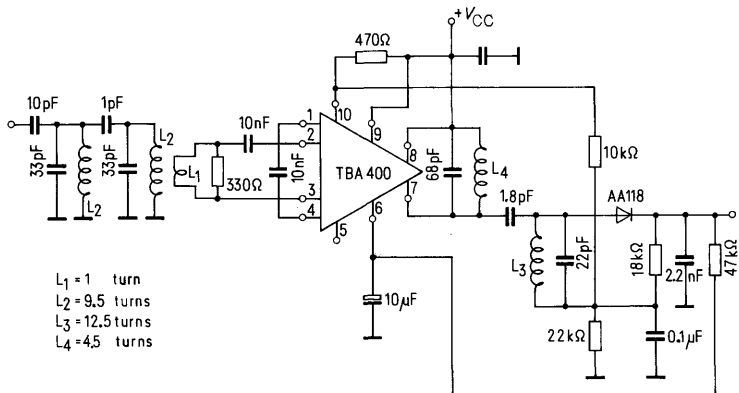 +V_CC
470Ω
10pF
1pF
33pF
L2
33pF
L2
L1
330Ω
10nF
10nF
1
2
3
4
5
6
7
8
9
10
TBA 400
68pF
L4
1.8pF
10kΩ
AA118
L3
22pF
18kΩ
2.2nF
47kΩ
10µF
22kΩ
0.1µF
L1 = 1 turn
L2 = 9.5 turns
L3 = 12.5 turns
L4 = 4.5 turns